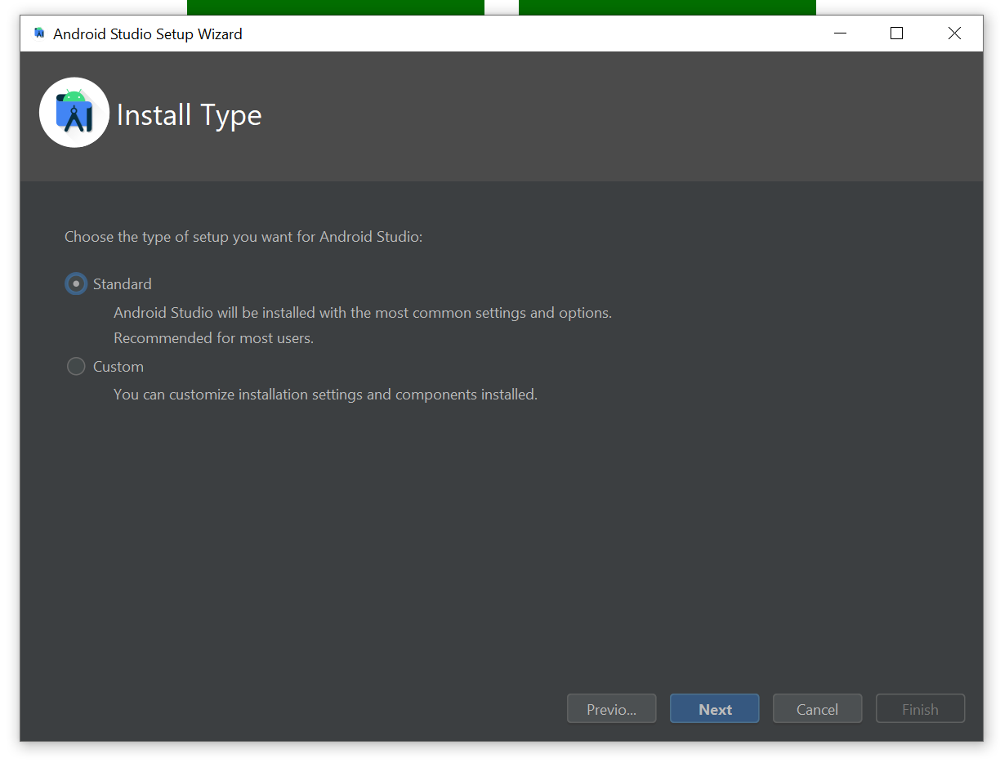 Android Studio Setup Wizard
Install Type
Choose the type of setup you want for Android Studio:
Standard
Android Studio will be installed with the most common settings and options.
Recommended for most users.
Custom
You can customize installation settings and components installed.
Previo... Next Cancel Finish